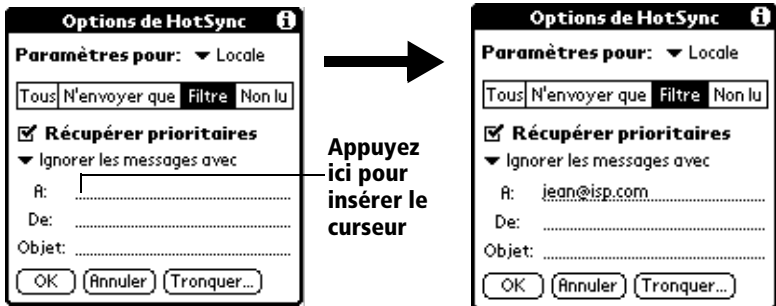 Options de HotSync i
Paramètres pour: Locale
Tous N'envoyer que Filtre Non lu
Récupérer prioritaires
Ignorer les messages avec
A:
De:
Objet:
OK Annuler Tronquer...
Appuyez
ici pour
insérer le
curseur
Options de HotSync i
Paramètres pour: Locale
Tous N'envoyer que Filtre Non lu
Récupérer prioritaires
Ignorer les messages avec
A: jean@isp.com
De:
Objet:
OK Annuler Tronquer...